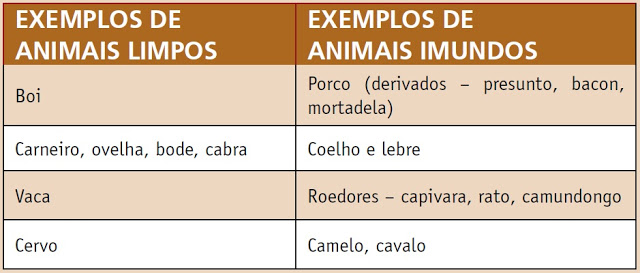 EXEMPLOS DE
ANIMAIS LIMPOS
EXEMPLOS DE
ANIMAIS IMUNDOS
Boi
Porco (derivados – presunto, bacon,
mortadela)
Carneiro, ovelha, bode, cabra
Coelho e lebre
Vaca
Roedores – capivara, rato, camundongo
Cervo
Camelo, cavalo